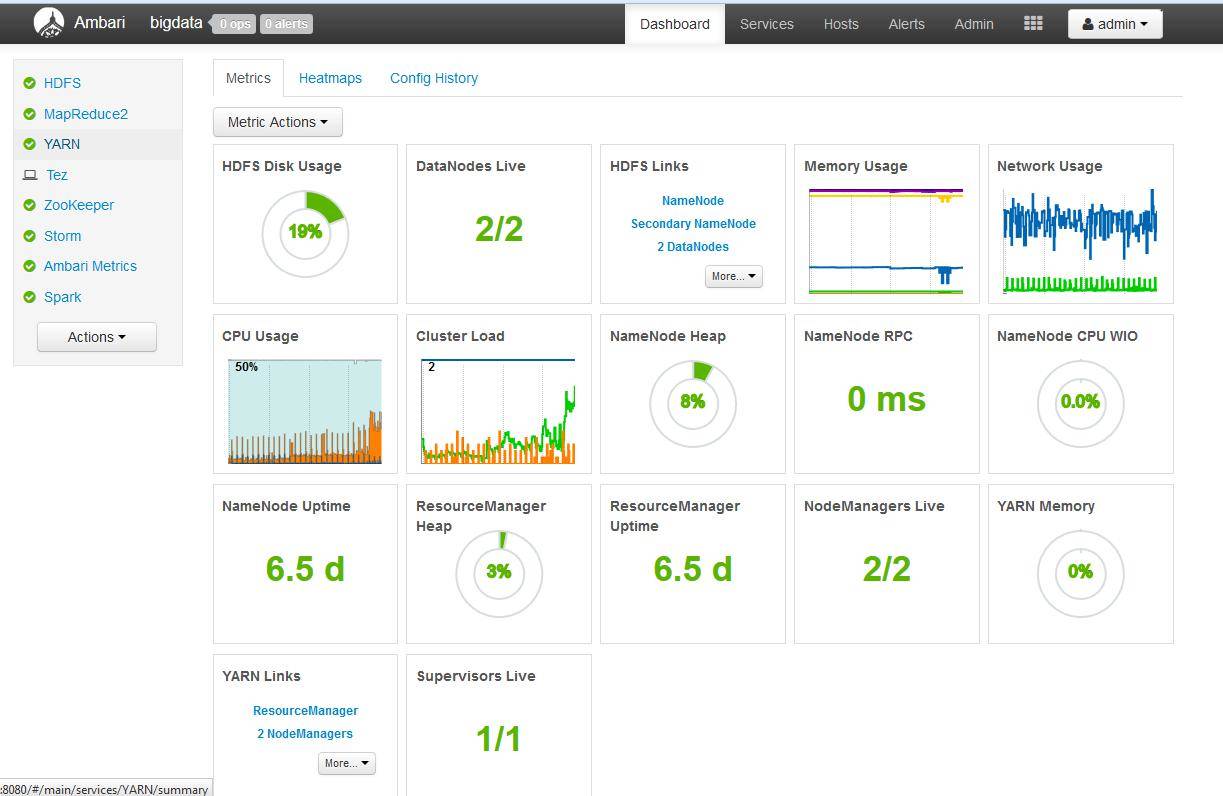 Ambari bigdata 0 ops 0 alerts Dashboard Services Hosts Alerts Admin admin
HDFS
MapReduce2
YARN
Tez
ZooKeeper
Storm
Ambari Metrics
Spark
Actions
Metrics Heatmaps Config History
Metric Actions
HDFS Disk Usage
19%
DataNodes Live
2/2
HDFS Links
NameNode
Secondary NameNode
2 DataNodes
More...
Memory Usage
Network Usage
CPU Usage
50%
Cluster Load
2
NameNode Heap
8%
NameNode RPC
0 ms
NameNode CPU WIO
0.0%
NameNode Uptime
6.5 d
ResourceManager
Heap
3%
ResourceManager
Uptime
6.5 d
NodeManagers Live
2/2
YARN Memory
0%
YARN Links
ResourceManager
2 NodeManagers
More...
Supervisors Live
1/1
:8080/#/main/services/YARN/summary